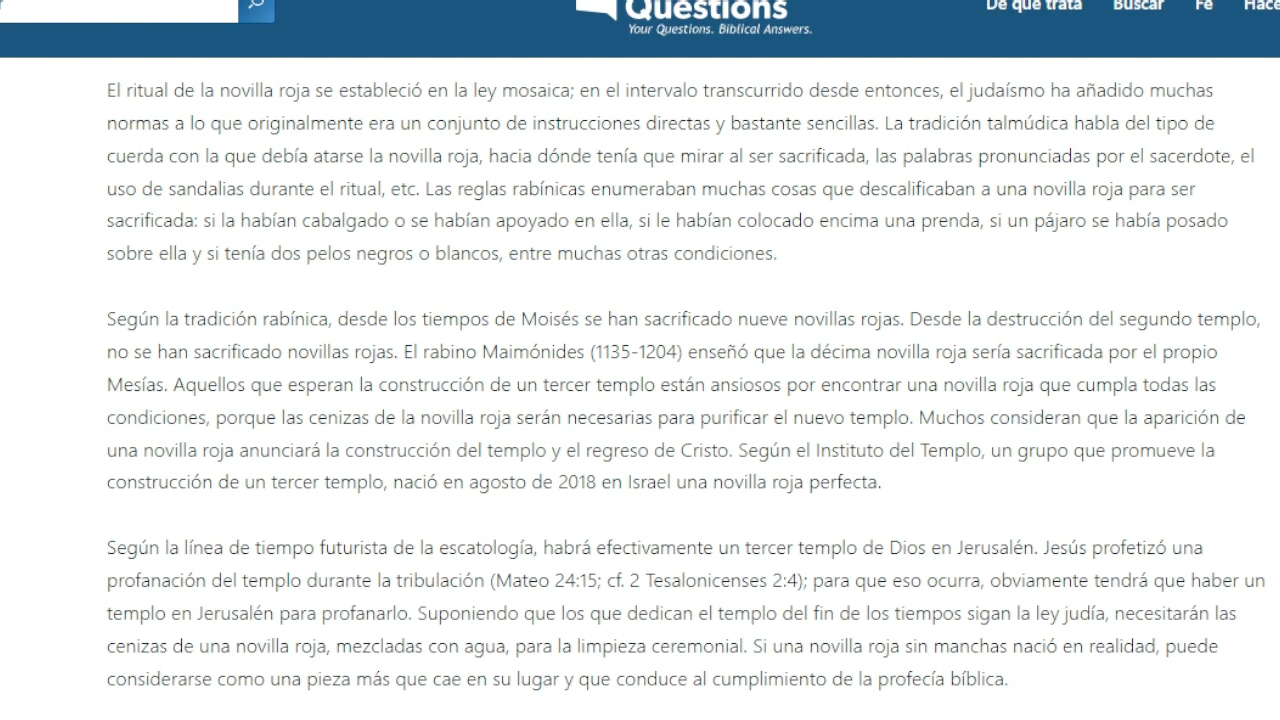 Questions
Your Questions. Biblical Answers.
De que trata Buscar Fe
El ritual de la novilla roja se estableció en la ley mosaica; en el intervalo transcurrido desde entonces, el judaísmo ha añadido muchas
normas a lo que originalmente era un conjunto de instrucciones directas y bastante sencillas. La tradición talmúdica habla del tipo de
cuerda con la que debía atarse la novilla roja, hacia dónde tenía que mirar al ser sacrificada, las palabras pronunciadas por el sacerdote, el
uso de sandalias durante el ritual, etc. Las reglas rabínicas enumeraban muchas cosas que descalificaban a una novilla roja para ser
sacrificada: si la habían cabalgado o se habían apoyado en ella, si le habían colocado encima una prenda, si un pájaro se había posado
sobre ella y si tenía dos pelos negros o blancos, entre muchas otras condiciones.
Según la tradición rabínica, desde los tiempos de Moisés se han sacrificado nueve novillas rojas. Desde la destrucción del segundo templo,
no se han sacrificado novillas rojas. El rabino Maimónides (1135-1204) enseñó que la décima novilla roja sería sacrificada por el propio
Mesías. Aquellos que esperan la construcción de un tercer templo están ansiosos por encontrar una novilla roja que cumpla todas las
condiciones, porque las cenizas de la novilla roja serán necesarias para purificar el nuevo templo. Muchos consideran que la aparición de
una novilla roja anunciará la construcción del templo y el regreso de Cristo. Según el Instituto del Templo, un grupo que promueve la
construcción de un tercer templo, nació en agosto de 2018 en Israel una novilla roja perfecta.
Según la línea de tiempo futurista de la escatología, habrá efectivamente un tercer templo de Dios en Jerusalén. Jesús profetizó una
profanación del templo durante la tribulación (Mateo 24:15; cf. 2 Tesalonicenses 2:4); para que eso ocurra, obviamente tendrá que haber un
templo en Jerusalén para profanarlo. Suponiendo que los que dedican el templo del fin de los tiempos sigan la ley judía, necesitarán las
cenizas de una novilla roja, mezcladas con agua, para la limpieza ceremonial. Si una novilla roja sin manchas nació en realidad, puede
considerarse como una pieza más que cae en su lugar y que conduce al cumplimiento de la profecía bíblica.